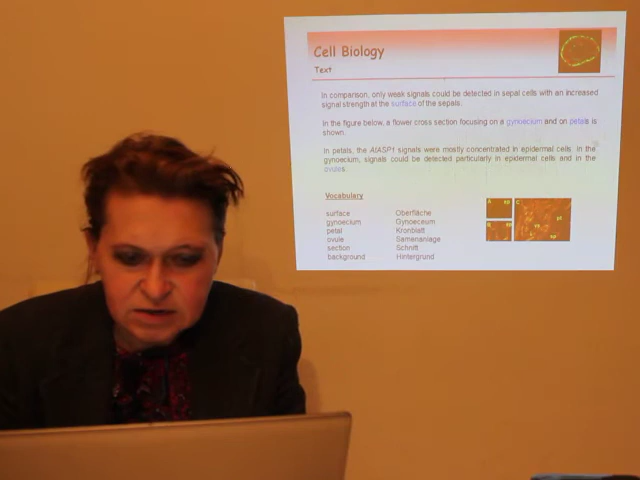 Cell Biology
Text
In comparison, only weak signals could be detected in sepal cells with an increased
signal strength at the surface of the sepals.
In the figure below, a flower cross section focusing on a gynoecium and on petals is
shown.
In petals, the AtASP1 signals were mostly concentrated in epidermal cells. In the
gynoecium, signals could be detected particularly in epidermal cells and in the
ovules.
Vocabulary
surface Oberfläche
gynoecium Gynoeceum
petal Kronblatt
ovule Samenanlage
section Schnitt
background Hintergrund